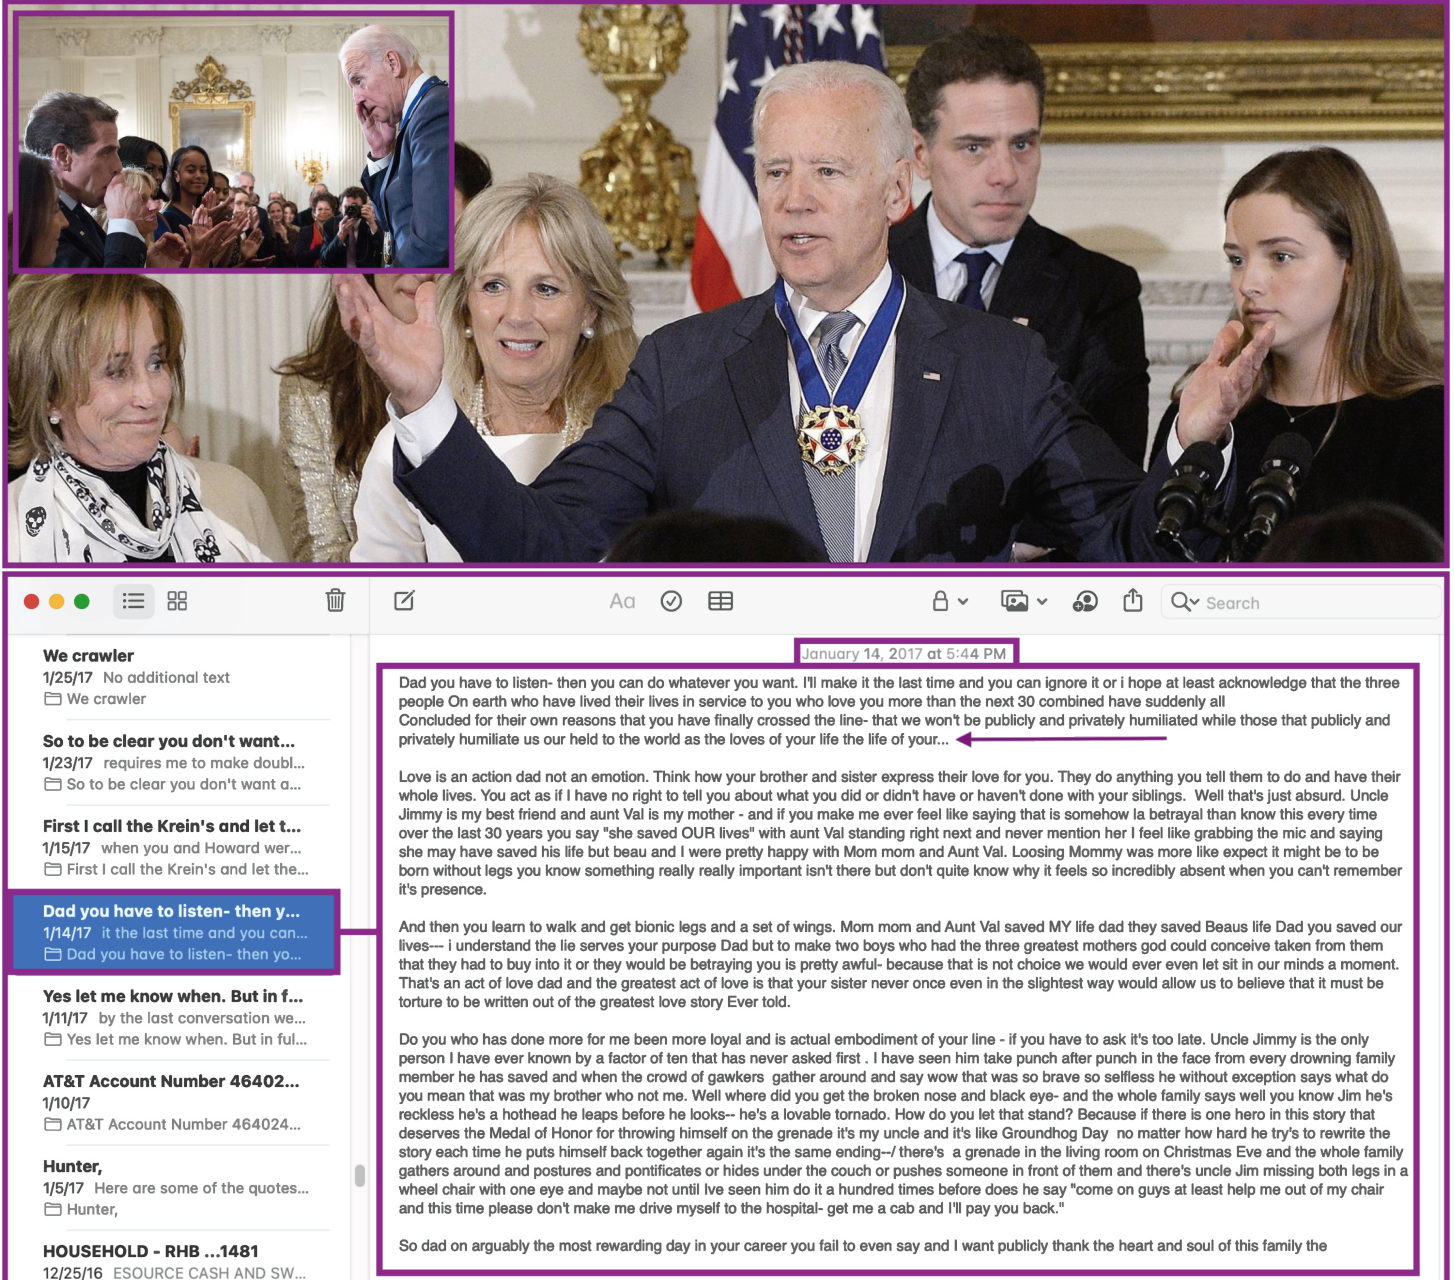 Aa
Search
We crawler
1/25/17 No additional text
We crawler
So to be clear you don't want...
1/23/17 requires me to make doubl...
So to be clear you don't want a...
First I call the Krein's and let t...
1/15/17 when you and Howard wer...
First I call the Krein's and let the...
Dad you have to listen- then y...
1/14/17 it the last time and you can...
Dad you have to listen- then yo...
Yes let me know when. But in f...
1/11/17 by the last conversation we...
Yes let me know when. But in ful...
AT&T Account Number 46402...
1/10/17
AT&T Account Number 464024...
Hunter,
1/5/17 Here are some of the quotes...
Hunter,
HOUSEHOLD - RHB ...1481
12/25/16 ESOURCE CASH AND SW...
January 14, 2017 at 5:44 PM
Dad you have to listen- then you can do whatever you want. I'll make it the last time and you can ignore it or i hope at least acknowledge that the three
people On earth who have lived their lives in service to you who love you more than the next 30 combined have suddenly all
Concluded for their own reasons that you have finally crossed the line- that we won't be publicly and privately humiliated while those that publicly and
privately humiliate us our held to the world as the loves of your life the life of your...
Love is an action dad not an emotion. Think how your brother and sister express their love for you. They do anything you tell them to do and have their
whole lives. You act as if I have no right to tell you about what you did or didn't have or haven't done with your siblings. Well that's just absurd. Uncle
Jimmy is my best friend and aunt Val is my mother - and if you make me ever feel like saying that is somehow la betrayal than know this every time
over the last 30 years you say "she saved OUR lives" with aunt Val standing right next and never mention her I feel like grabbing the mic and saying
she may have saved his life but beau and I were pretty happy with Mom mom and Aunt Val. Loosing Mommy was more like expect it might be to be
born without legs you know something really really important isn't there but don't quite know why it feels so incredibly absent when you can't remember
it's presence.
And then you learn to walk and get bionic legs and a set of wings. Mom mom and Aunt Val saved MY life dad they saved Beaus life Dad you saved our
lives--- i understand the lie serves your purpose Dad but to make two boys who had the three greatest mothers god could conceive taken from them
that they had to buy into it or they would be betraying you is pretty awful- because that is not choice we would ever even let sit in our minds a moment.
That's an act of love dad and the greatest act of love is that your sister never once even in the slightest way would allow us to believe that it must be
torture to be written out of the greatest love story Ever told.
Do you who has done more for me been more loyal and is actual embodiment of your line - if you have to ask it's too late. Uncle Jimmy is the only
person I have ever known by a factor of ten that has never asked first . I have seen him take punch after punch in the face from every drowning family
member he has saved and when the crowd of gawkers gather around and say wow that was so brave so selfless he without exception says what do
you mean that was my brother who not me. Well where did you get the broken nose and black eye- and the whole family says well you know Jim he's
reckless he's a hothead he leaps before he looks-- he's a lovable tornado. How do you let that stand? Because if there is one hero in this story that
deserves the Medal of Honor for throwing himself on the grenade it's my uncle and it's like Groundhog Day no matter how hard he try's to rewrite the
story each time he puts himself back together again it's the same ending--/ there's a grenade in the living room on Christmas Eve and the whole family
gathers around and postures and pontificates or hides under the couch or pushes someone in front of them and there's uncle Jim missing both legs in a
wheel chair with one eye and maybe not until Ive seen him do it a hundred times before does he say "come on guys at least help me out of my chair
and this time please don't make me drive myself to the hospital- get me a cab and I'll pay you back."
So dad on arguably the most rewarding day in your career you fail to even say and I want publicly thank the heart and soul of this family the